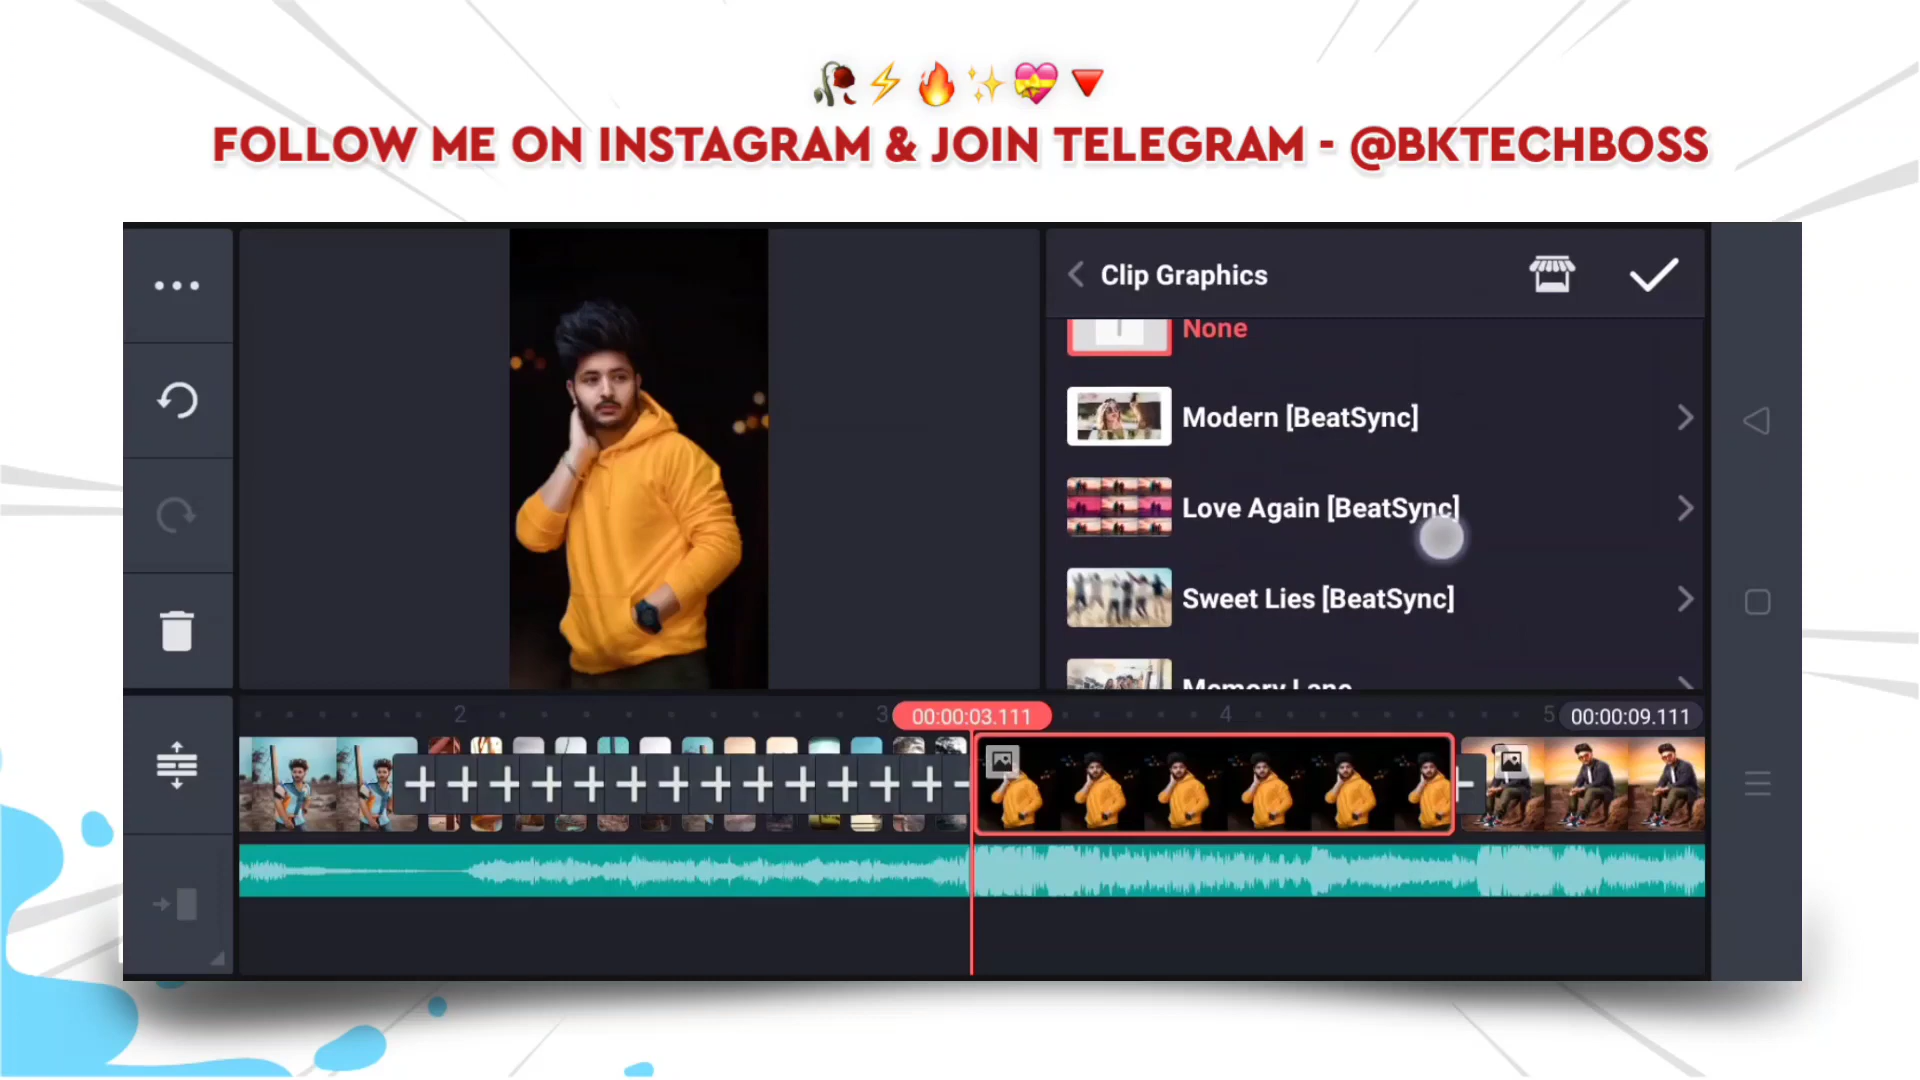 FOLLOW ME ON INSTAGRAM & JOIN TELEGRAM - @BKTECHBOSS
Clip Graphics
None
Modern [BeatSync]
Love Again [BeatSync]
Sweet Lies [BeatSync]
Memory Lane
2
3
00:00:03.111
4
5
00:00:09.111